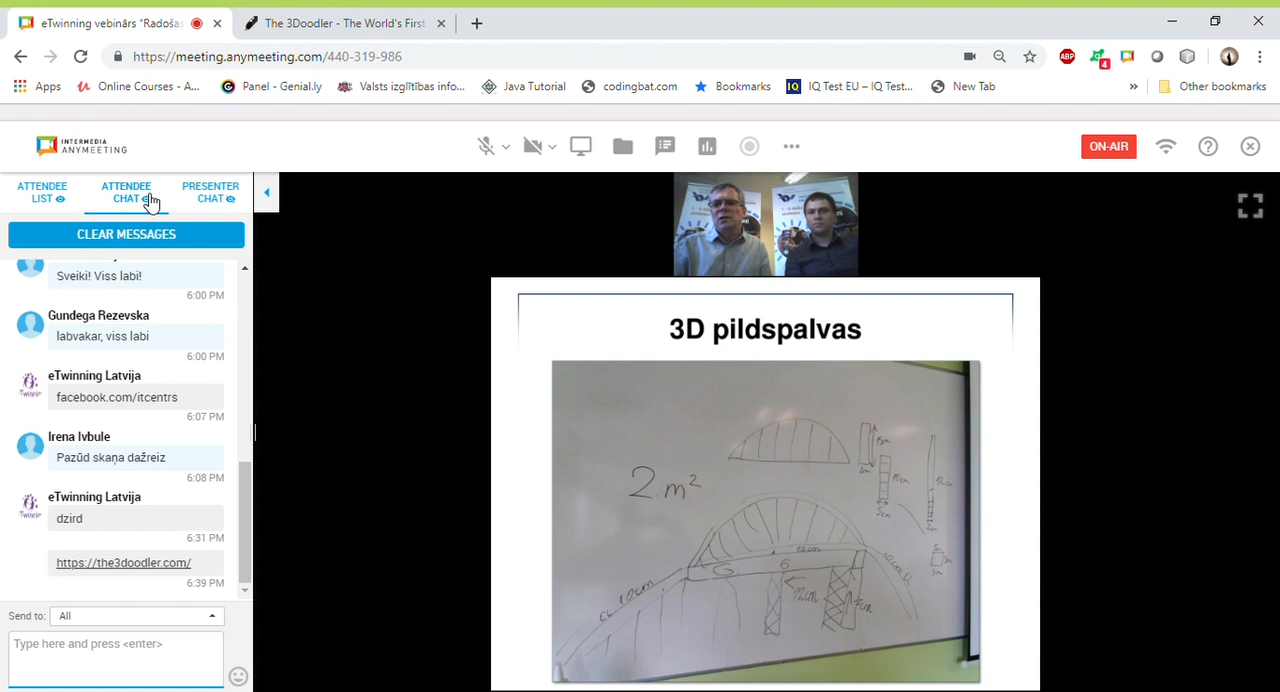 eTwinning vebinārs "Radoša
The 3Doodler - The World's First
https://meeting.anymeeting.com/440-319-986
ABP
4
Apps
Online Courses - A...
Panel - Genial.ly
Valsts izglītības info...
Java Tutorial
codingbat.com
Bookmarks
IQ
IQ Test EU – IQ Test...
New Tab
»
Other bookmarks
INTERMEDIA
ANYMEETING
ON-AIR
ATTENDEE
LIST
ATTENDEE
CHAT
PRESENTER
CHAT
CLEAR MESSAGES
Sveiki! Viss labi!
6:00 PM
Gundega Rezevska
labvakar, viss labi
6:00 PM
eTwinning Latvija
facebook.com/itcentrs
6:07 PM
Irena Ivbule
Pazūd skaņa dažreiz
6:08 PM
eTwinning Latvija
dzird
6:31 PM
https://the3doodler.com/
6:39 PM
Send to:
All
Type here and press <enter>
3D pildspalvas
2.m²
10cm
12cm